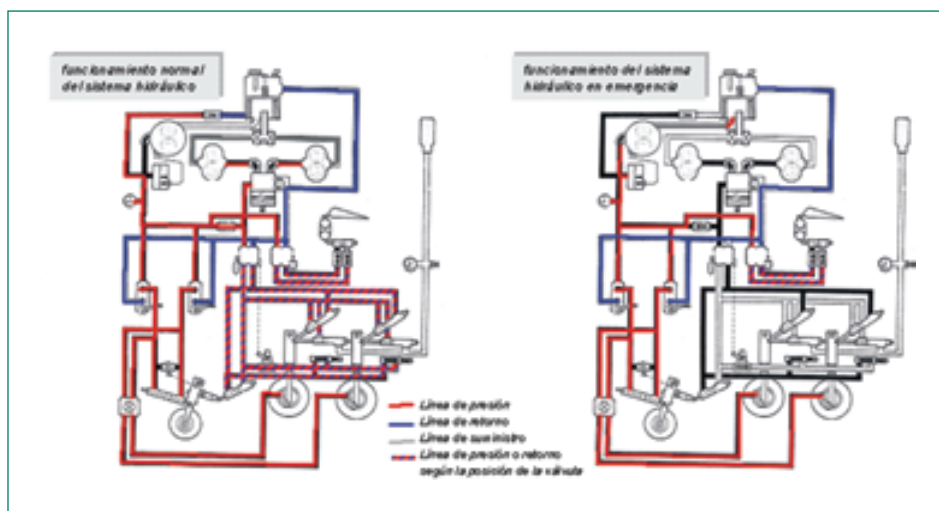 funcionamiento normal
del sistema hidráulico
funcionamiento del sistema
hidráulico en emergencia
Línea de presión
Línea de retorno
Línea de suministro
Línea de presión o retorno
según la posición de la válvula